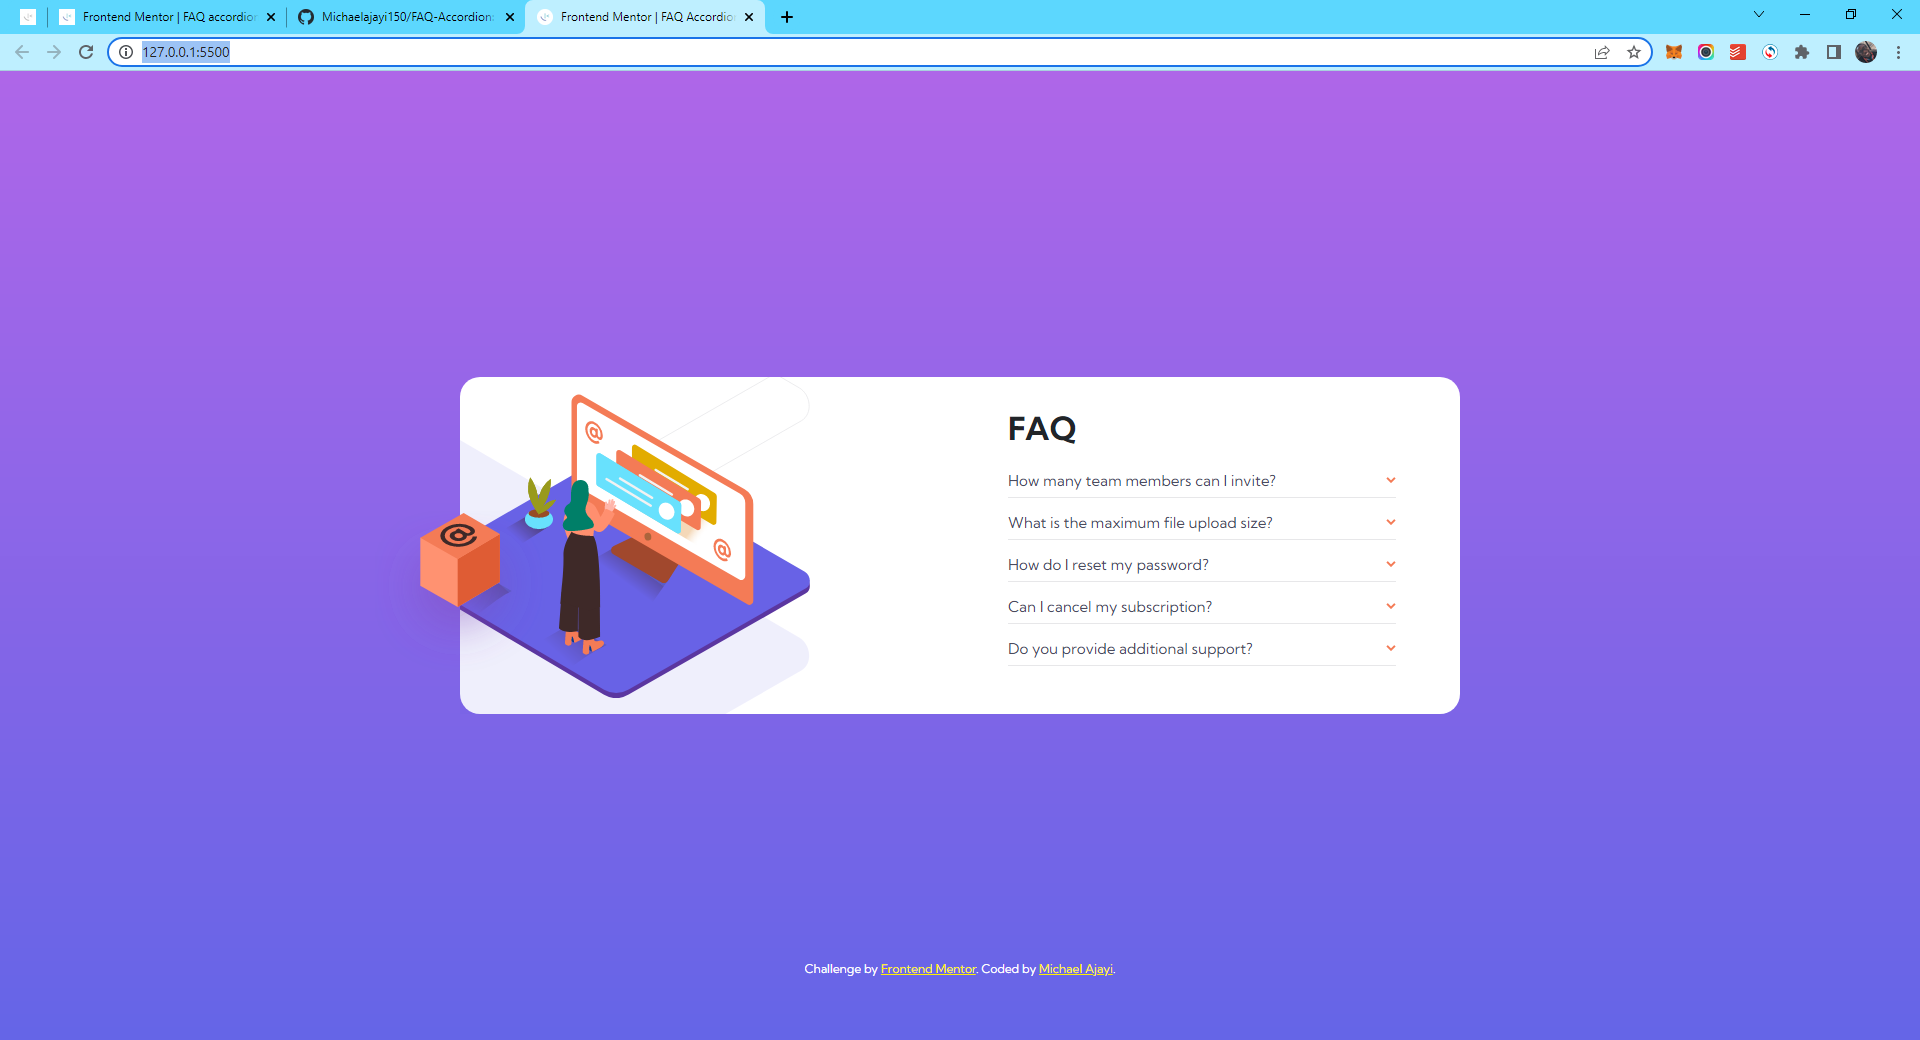 Frontend Mentor | FAQ accordion
Michaelajayi150/FAQ-Accordion:
Frontend Mentor | FAQ Accordio
127.0.0.1:5500
@
@
@
FAQ
How many team members can I invite?
What is the maximum file upload size?
How do I reset my password?
Can I cancel my subscription?
Do you provide additional support?
Challenge by Frontend Mentor. Coded by Michael Ajayi.